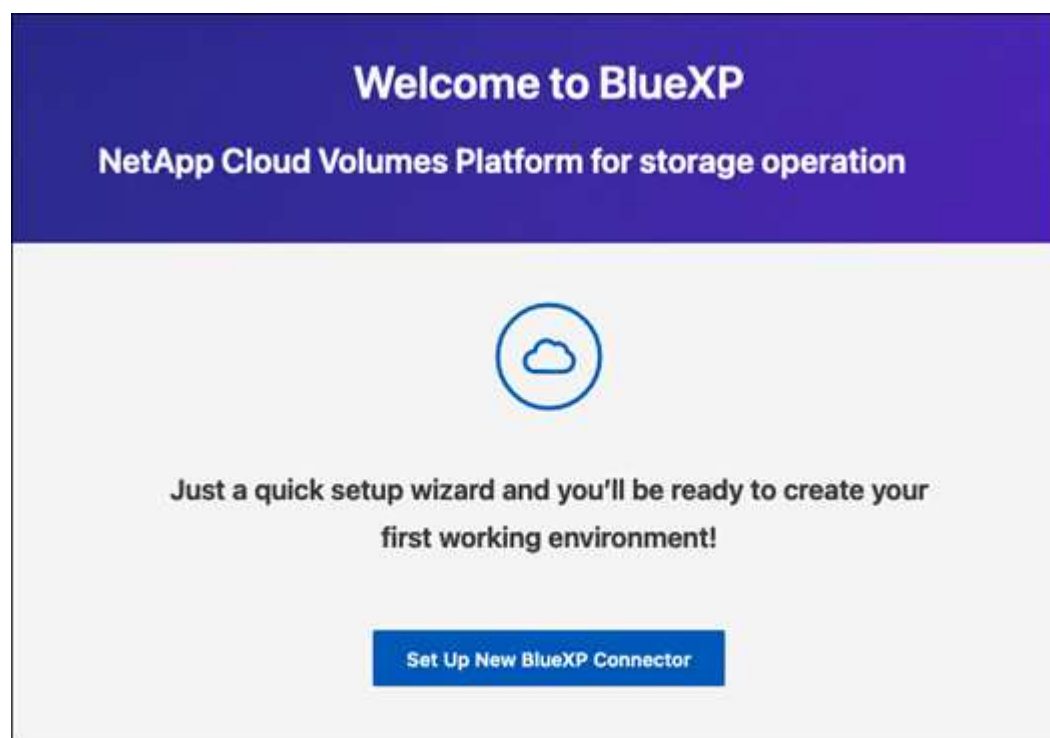 Welcome to BlueXP
NetApp Cloud Volumes Platform for storage operation
Just a quick setup wizard and you’ll be ready to create your
first working environment!
Set Up New BlueXP Connector